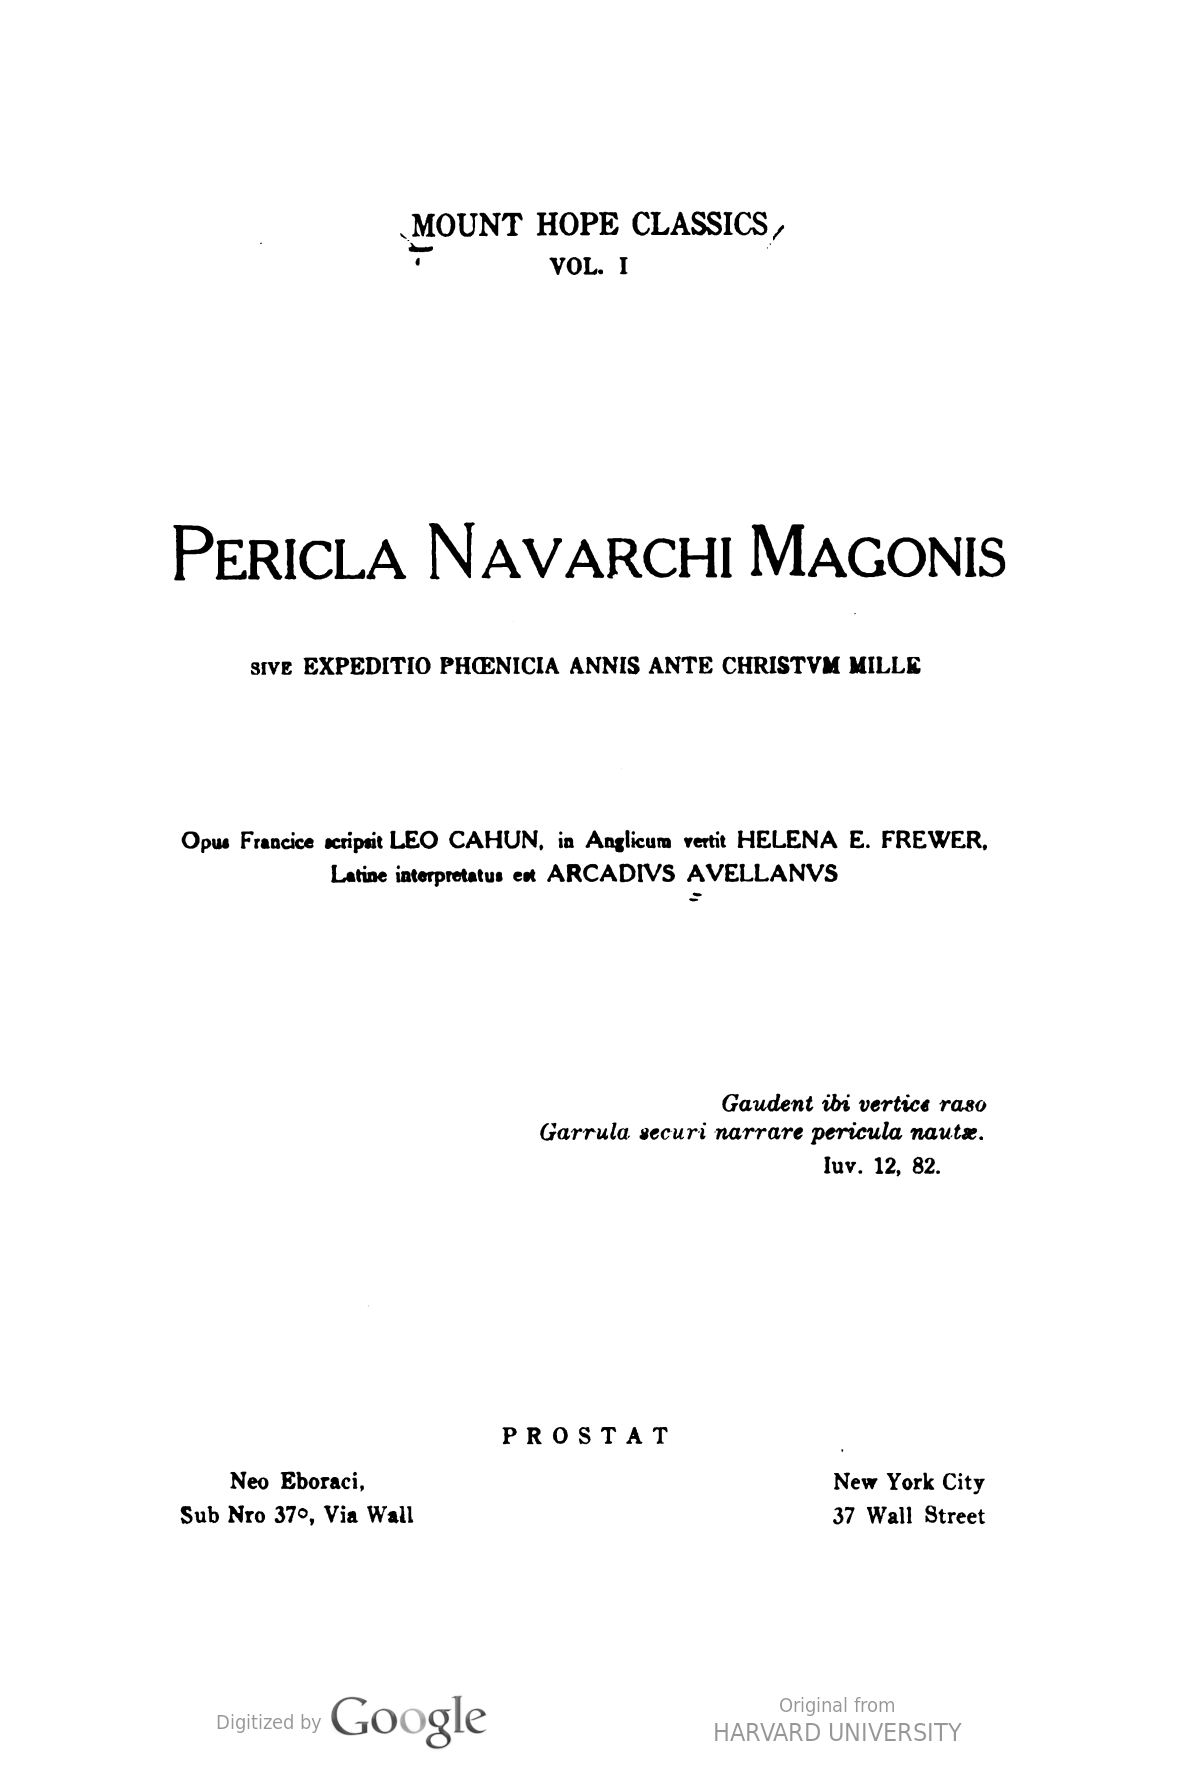 MOUNT HOPE CLASSICS
VOL. I
PERICLA NAVARCHI MAGONIS
SIVE EXPEDITIO PHŒNICIA ANNIS ANTE CHRISTVM MILLE
Opus Francice scripsit LEO CAHUN, in Anglicum vertit HELENA E. FREWER,
Latine interpretatus est ARCADIVS AVELLANVS
Gaudent ibi vertice raso
Garrula securi narrare pericula nautæ.
Iuv. 12, 82.
PROSTAT
Neo Eboraci,
Sub Nro 37º, Via Wall
New York City
37 Wall Street
Digitized by Google
Original from
HARVARD UNIVERSITY